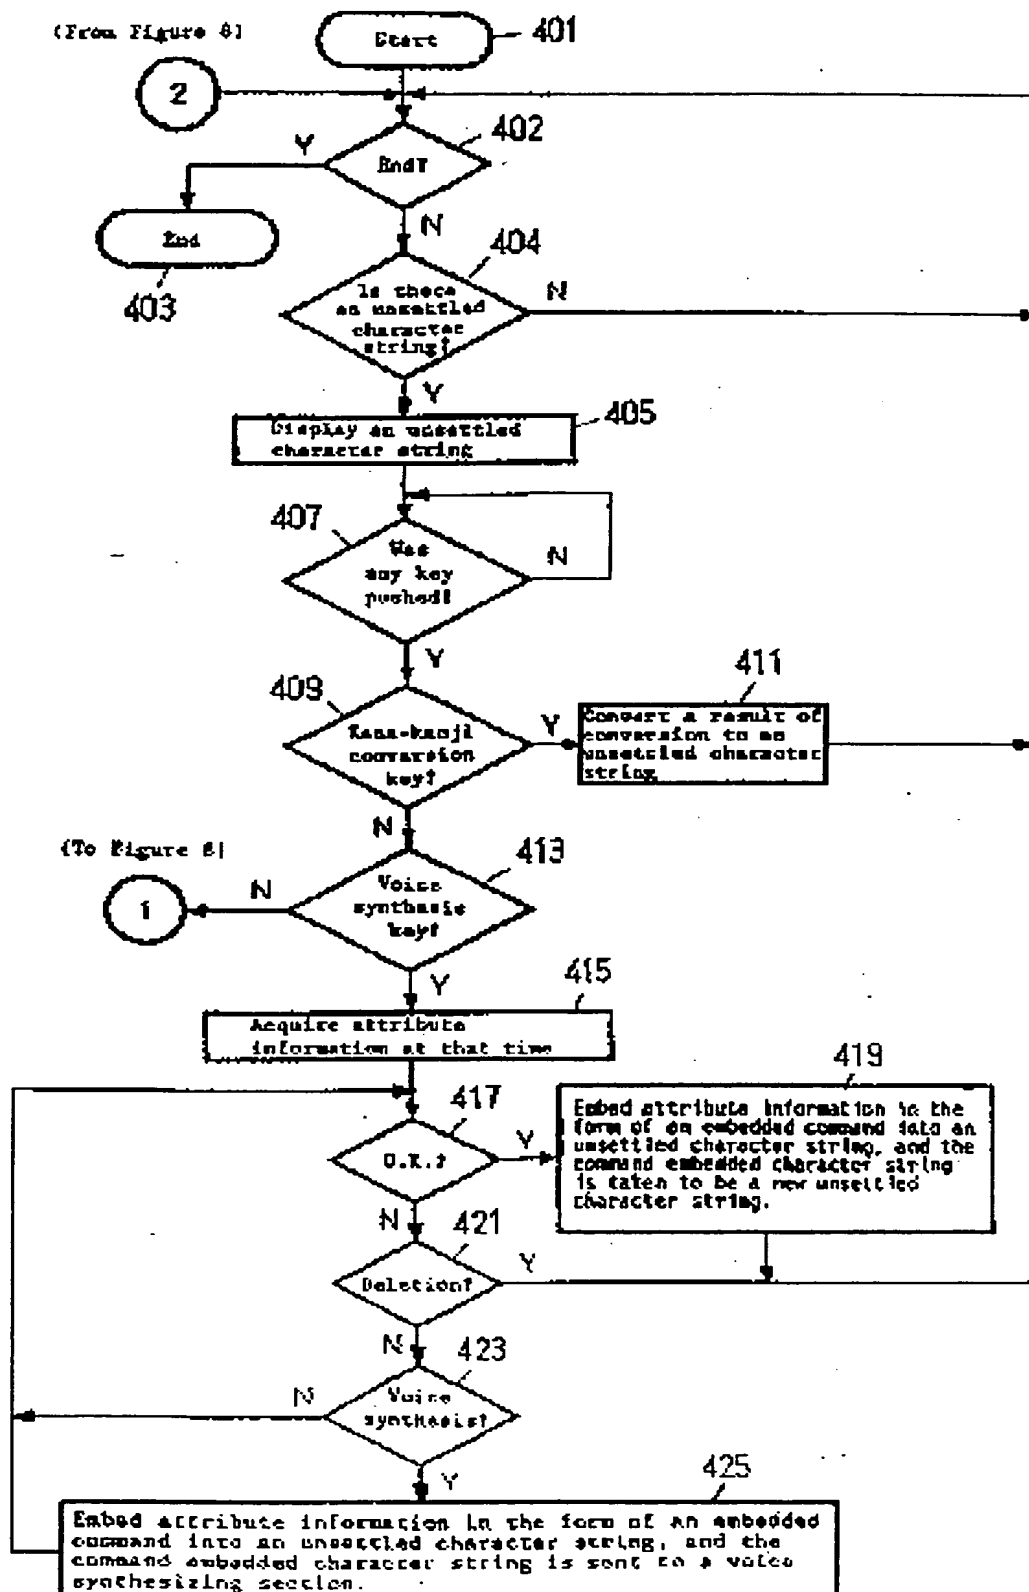 (From Figure 8)
Start
401
2
402
Y
End?
N
End
403
404
Is there
an unsettled
character
string?
N
Y
405
Display an unsettled
character string
407
Was
any key
pushed?
N
Y
409
Kana-kanji
conversion
key?
Y
411
Convert a result of
conversion to an
unsettled character
string
N
(To Figure 8)
413
1
N
Voice
synthesis
key?
Y
415
Acquire attribute
information at that time
417
O.K.?
Y
419
Embed attribute information in the
form of an embedded command into an
unsettled character string, and the
command embedded character string
is taken to be a new unsettled
character string.
N
421
Deletion?
Y
N
423
Voice
synthesis?
N
Y
425
Embed attribute information in the form of an embedded
command into an unsettled character string, and the
command embedded character string is sent to a voice
synthesizing section.